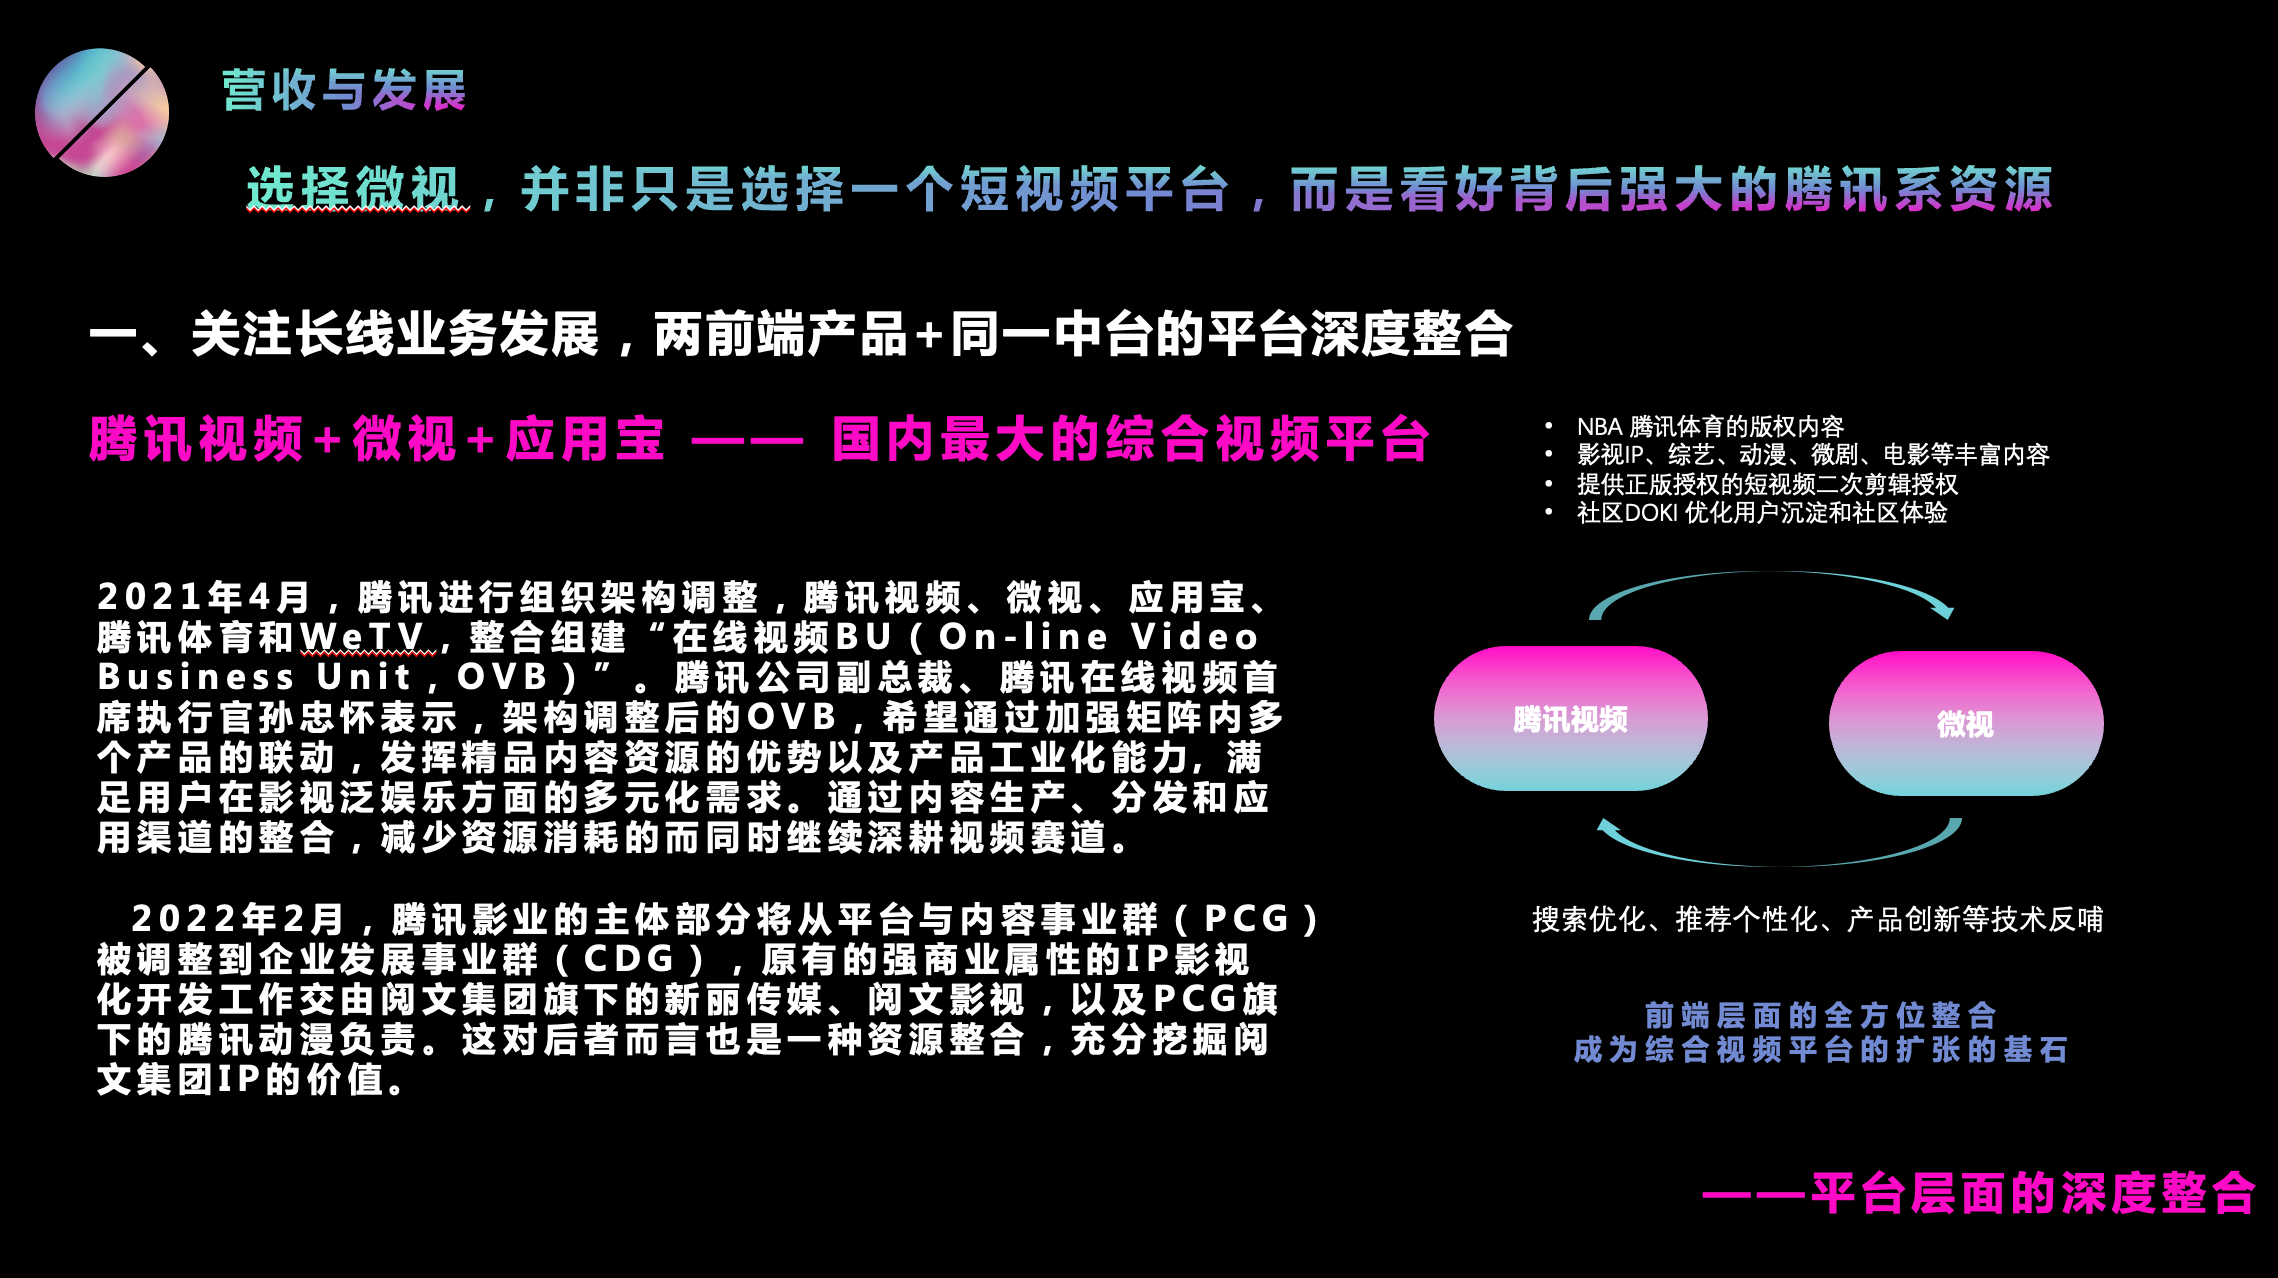 营收与发展
选择微视，并非只是选择一个短视频平台，而是看好背后强大的腾讯系资源
一、关注长线业务发展，两前端产品+同一中台的平台深度整合
腾讯视频+微视+应用宝 —— 国内最大的综合视频平台
• NBA 腾讯体育的版权内容
• 影视IP、综艺、动漫、微剧、电影等丰富内容
• 提供正版授权的短视频二次剪辑授权
• 社区DOKI 优化用户沉淀和社区体验
2021年4月，腾讯进行组织架构调整，腾讯视频、微视、应用宝、
腾讯体育和WeTV，整合组建“在线视频BU（On-line Video
Business Unit，OVB）”。腾讯公司副总裁、腾讯在线视频首
席执行官孙忠怀表示，架构调整后的OVB，希望通过加强矩阵内多
个产品的联动，发挥精品内容资源的优势以及产品工业化能力，满
足用户在影视泛娱乐方面的多元化需求。通过内容生产、分发和应
用渠道的整合，减少资源消耗的而同时继续深耕视频赛道。
2022年2月，腾讯影业的主体部分将从平台与内容事业群（PCG）
被调整到企业发展事业群（CDG），原有的强商业属性的IP影视
化开发工作交由阅文集团旗下的新丽传媒、阅文影视，以及PCG旗
下的腾讯动漫负责。这对后者而言也是一种资源整合，充分挖掘阅
文集团IP的价值。
腾讯视频
微视
搜索优化、推荐个性化、产品创新等技术反哺
前端层面的全方位整合
成为综合视频平台的扩张的基石
——平台层面的深度整合